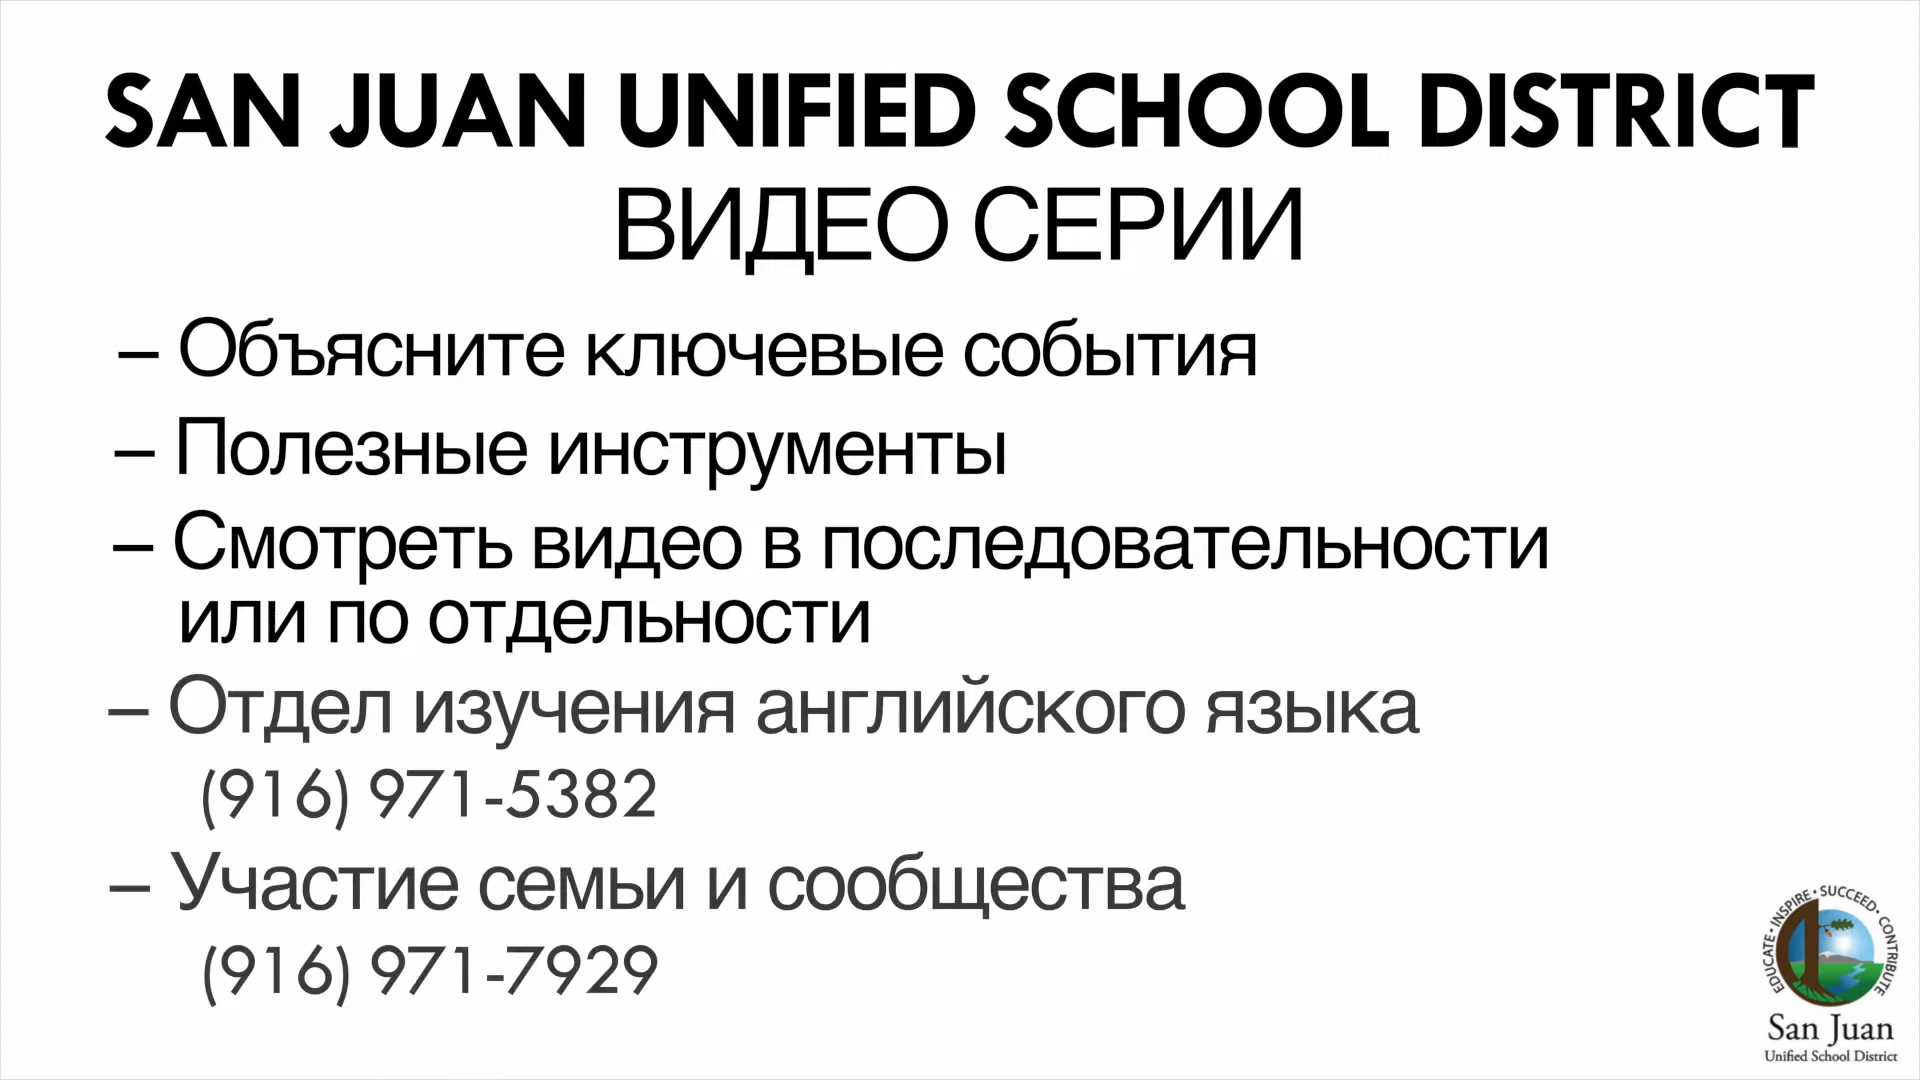 SAN JUAN UNIFIED SCHOOL DISTRICT
ВИДЕО СЕРИИ
– Объясните ключевые события
– Полезные инструменты
– Смотреть видео в последовательности
или по отдельности
– Отдел изучения английского языка
(916) 971-5382
– Участие семьи и сообщества
(916) 971-7929
EDUCATE • INSPIRE • SUCCEED • CONTRIBUTE
San Juan
Unified School District